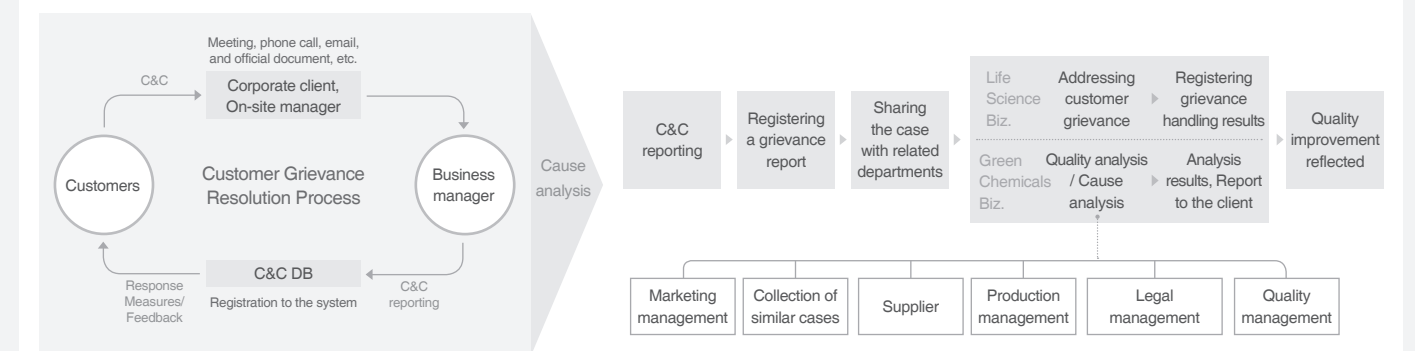 Meeting, phone call, email,
and official document, etc.
C&C
Corporate client,
On-site manager
Customers
Customer Grievance
Resolution Process
Business
manager
C&C DB
Registration to the system
Response
Measures/
Feedback
C&C
reporting
Cause
analysis
C&C
reporting
Registering
a grievance
report
Sharing
the case
with related
departments
Life
Science
Biz.
Addressing
customer
grievance
Registering
grievance
handling results
Green
Chemicals
Biz.
Quality analysis
/ Cause
analysis
Analysis
results, Report
to the client
Quality
improvement
reflected
Marketing
management
Collection of
similar cases
Supplier
Production
management
Legal
management
Quality
management